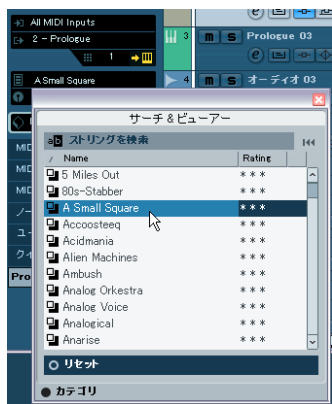 All MIDI Inputs
2 - Prologue
3 m s Prologue 03
1
A Small Square
4 m s オーディオ 03
サーチ & ビューアー
ab ストリングを検索
/ Name Rating
5 Miles Out ***
80s-Stabber ***
A Small Square ***
Accoosteeq ***
Acidmania ***
Alien Machines ***
Ambush ***
Analog Orkestra ***
Analog Voice ***
Analogical ***
Anarise ***
リセット
カテゴリ
MID
MID
MID
ノー
ユー
クイ
Pro